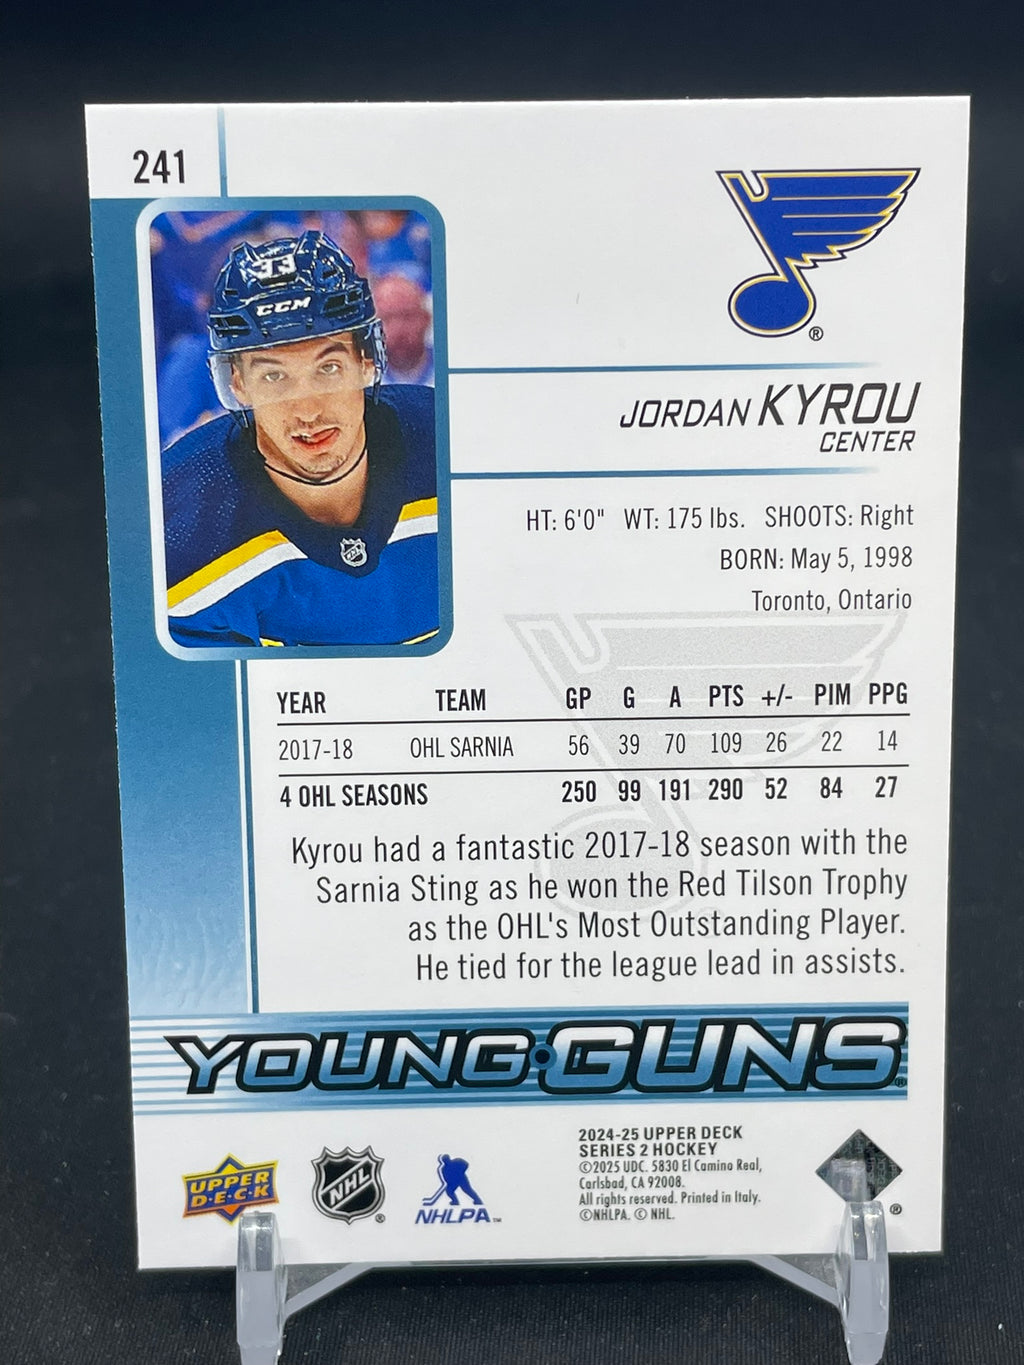 241
33
CCM
NHL
®
JORDAN KYROU
CENTER
HT: 6'0" WT: 175 lbs. SHOOTS: Right
BORN: May 5, 1998
Toronto, Ontario
YEAR TEAM GP G A PTS +/- PIM PPG
2017-18 OHL SARNIA 56 39 70 109 26 22 14
4 OHL SEASONS 250 99 191 290 52 84 27
Kyrou had a fantastic 2017-18 season with the
Sarnia Sting as he won the Red Tilson Trophy
as the OHL's Most Outstanding Player.
He tied for the league lead in assists.
YOUNG GUNS®
UPPER
D·E·C·K
NHL®
NHLPA™
2024-25 UPPER DECK
SERIES 2 HOCKEY
©2025 UDC. 5830 El Camino Real,
Carlsbad, CA 92008.
All rights reserved. Printed in Italy.
©NHLPA. © NHL.
®